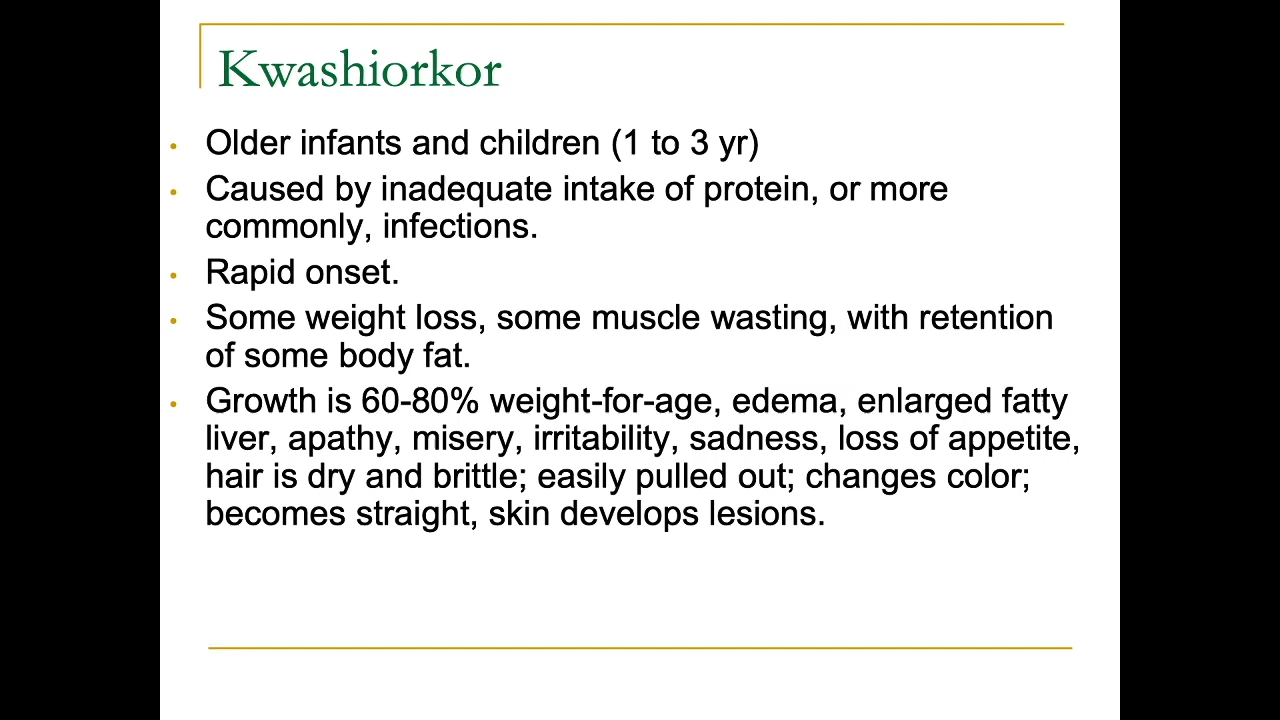 Kwashiorkor
• Older infants and children (1 to 3 yr)
• Caused by inadequate intake of protein, or more
commonly, infections.
• Rapid onset.
• Some weight loss, some muscle wasting, with retention
of some body fat.
• Growth is 60-80% weight-for-age, edema, enlarged fatty
liver, apathy, misery, irritability, sadness, loss of appetite,
hair is dry and brittle; easily pulled out; changes color;
becomes straight, skin develops lesions.